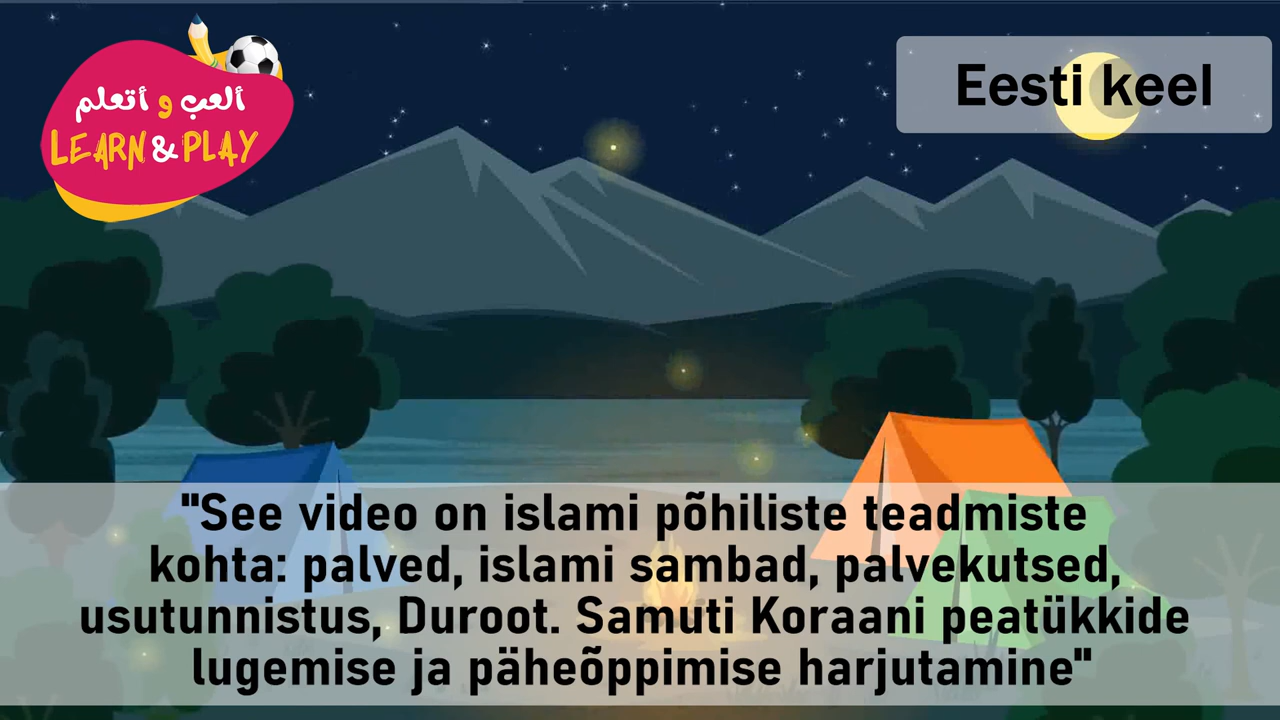 ألعب و أتعلم
LEARN & PLAY
Eesti keel
"See video on islami põhiliste teadmiste
kohta: palved, islami sambad, palvekutsed,
usutunnistus, Duroot. Samuti Koraani peatükkide
lugemise ja päheõppimise harjutamine"